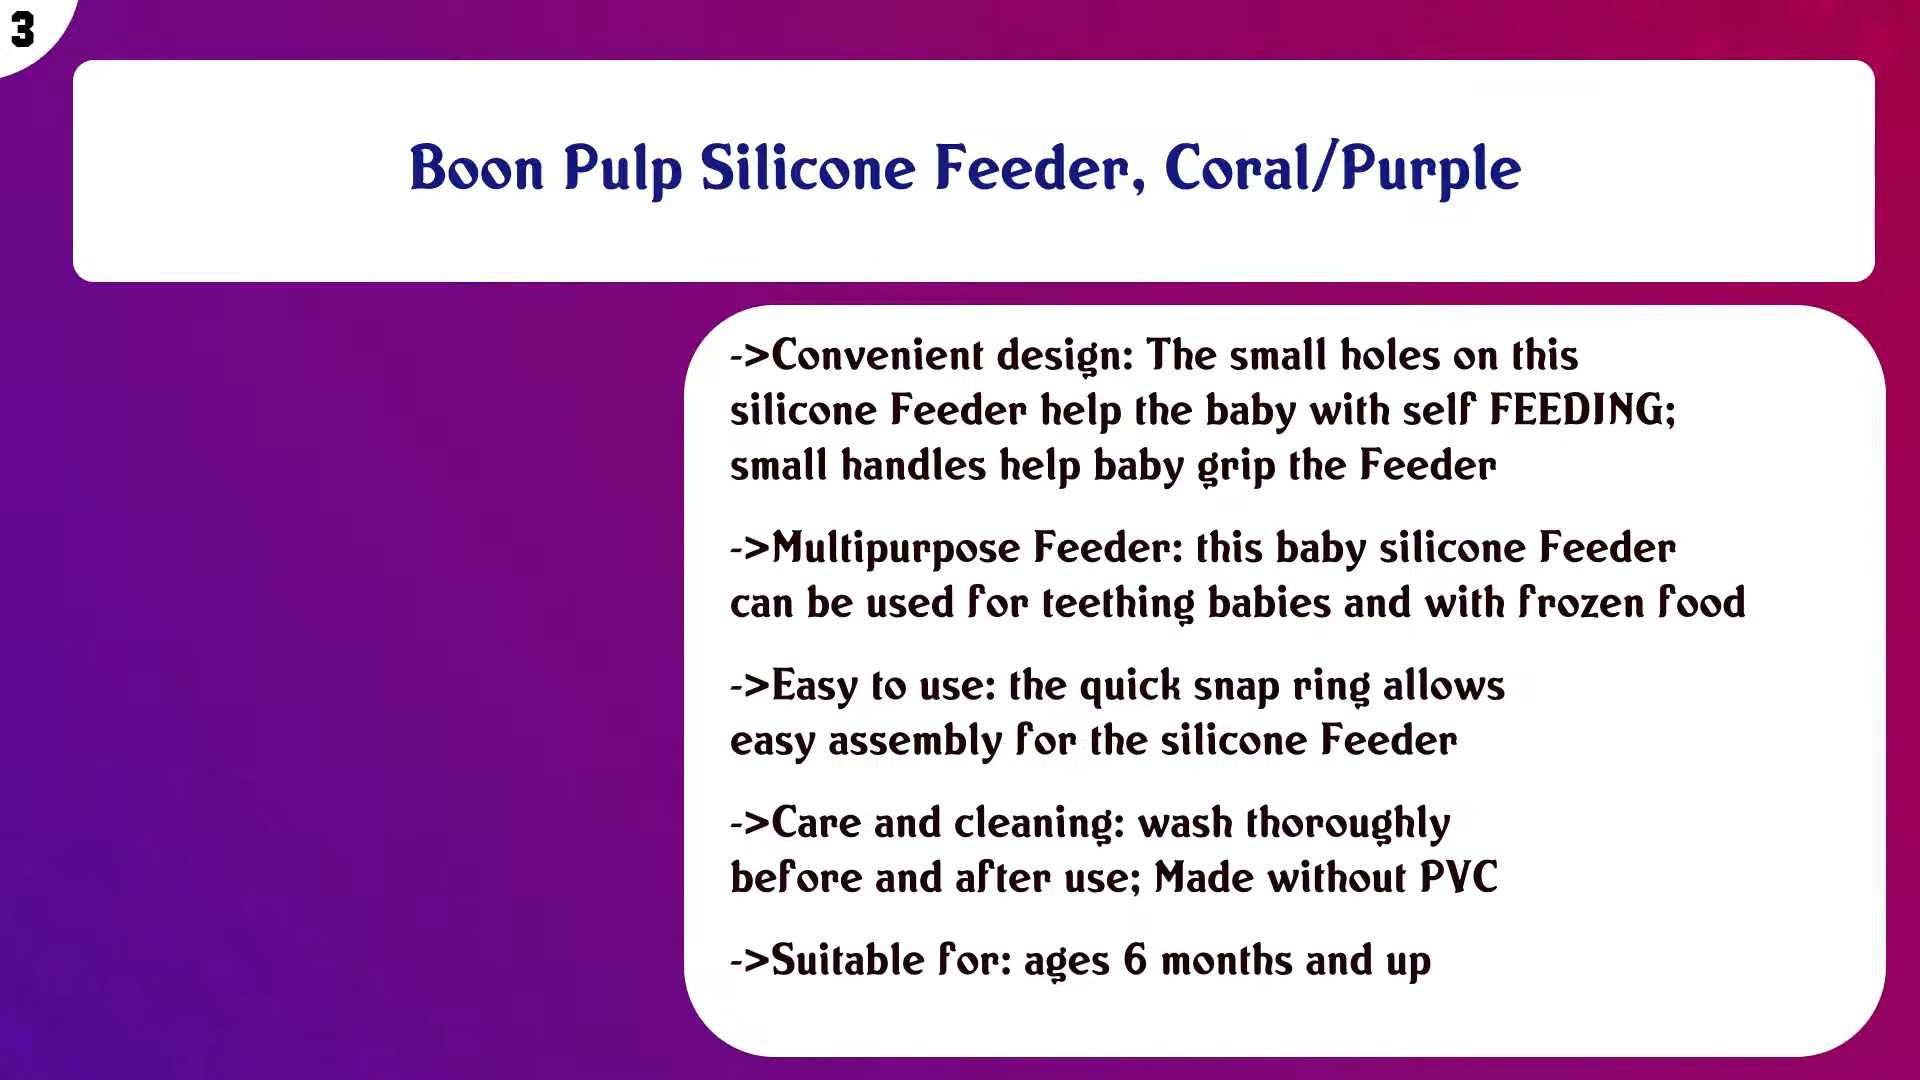 3
Boon Pulp Silicone Feeder, Coral/Purple
->Convenient design: The small holes on this
silicone Feeder help the baby with self FEEDING;
small handles help baby grip the Feeder
->Multipurpose Feeder: this baby silicone Feeder
can be used for teething babies and with frozen food
->Easy to use: the quick snap ring allows
easy assembly for the silicone Feeder
->Care and cleaning: wash thoroughly
before and after use; Made without PVC
->Suitable for: ages 6 months and up